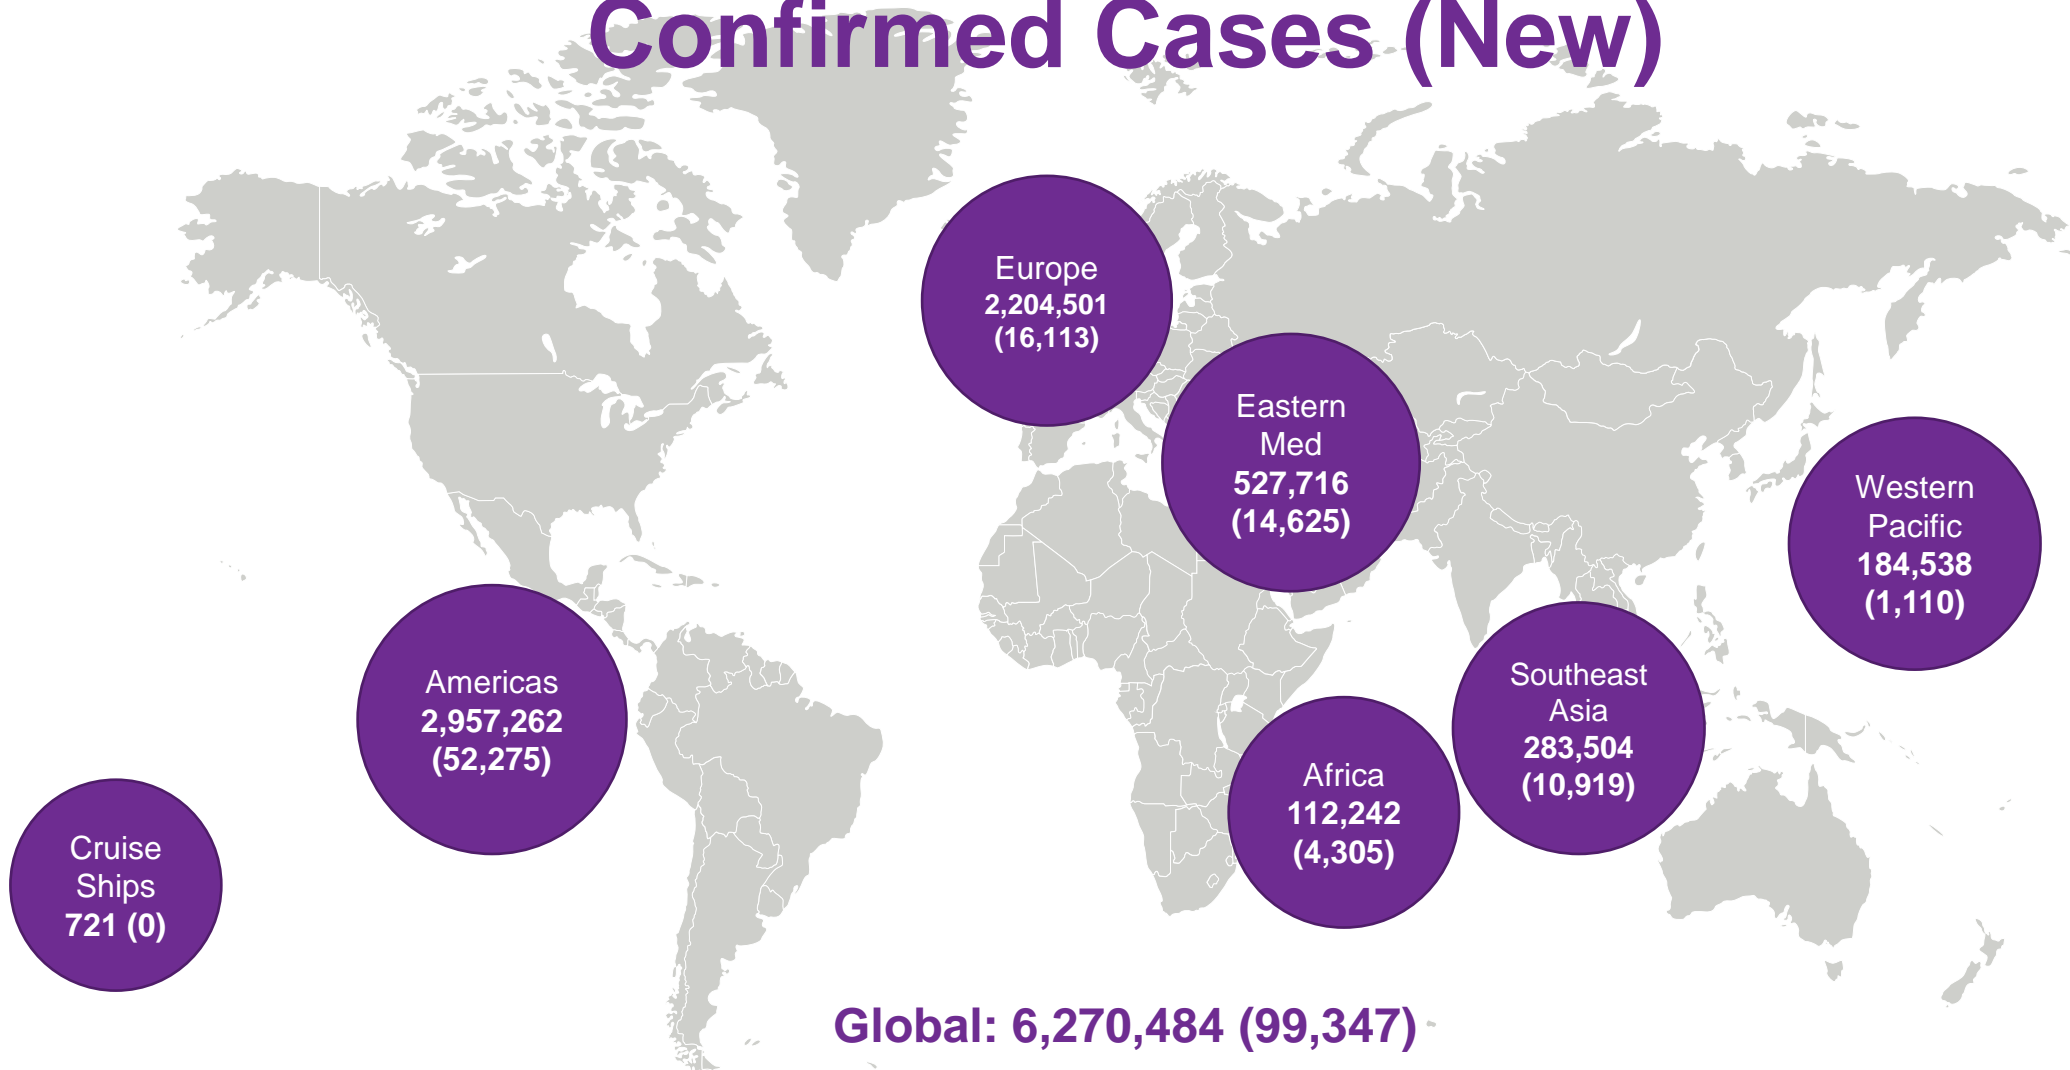 Confirmed Cases (New)
Europe
2,204,501
(16,113)
Eastern
Med
527,716
(14,625)
Western
Pacific
184,538
(1,110)
Americas
2,957,262
(52,275)
Southeast
Asia
283,504
(10,919)
Africa
112,242
(4,305)
Cruise
Ships
721 (0)
Global: 6,270,484 (99,347)